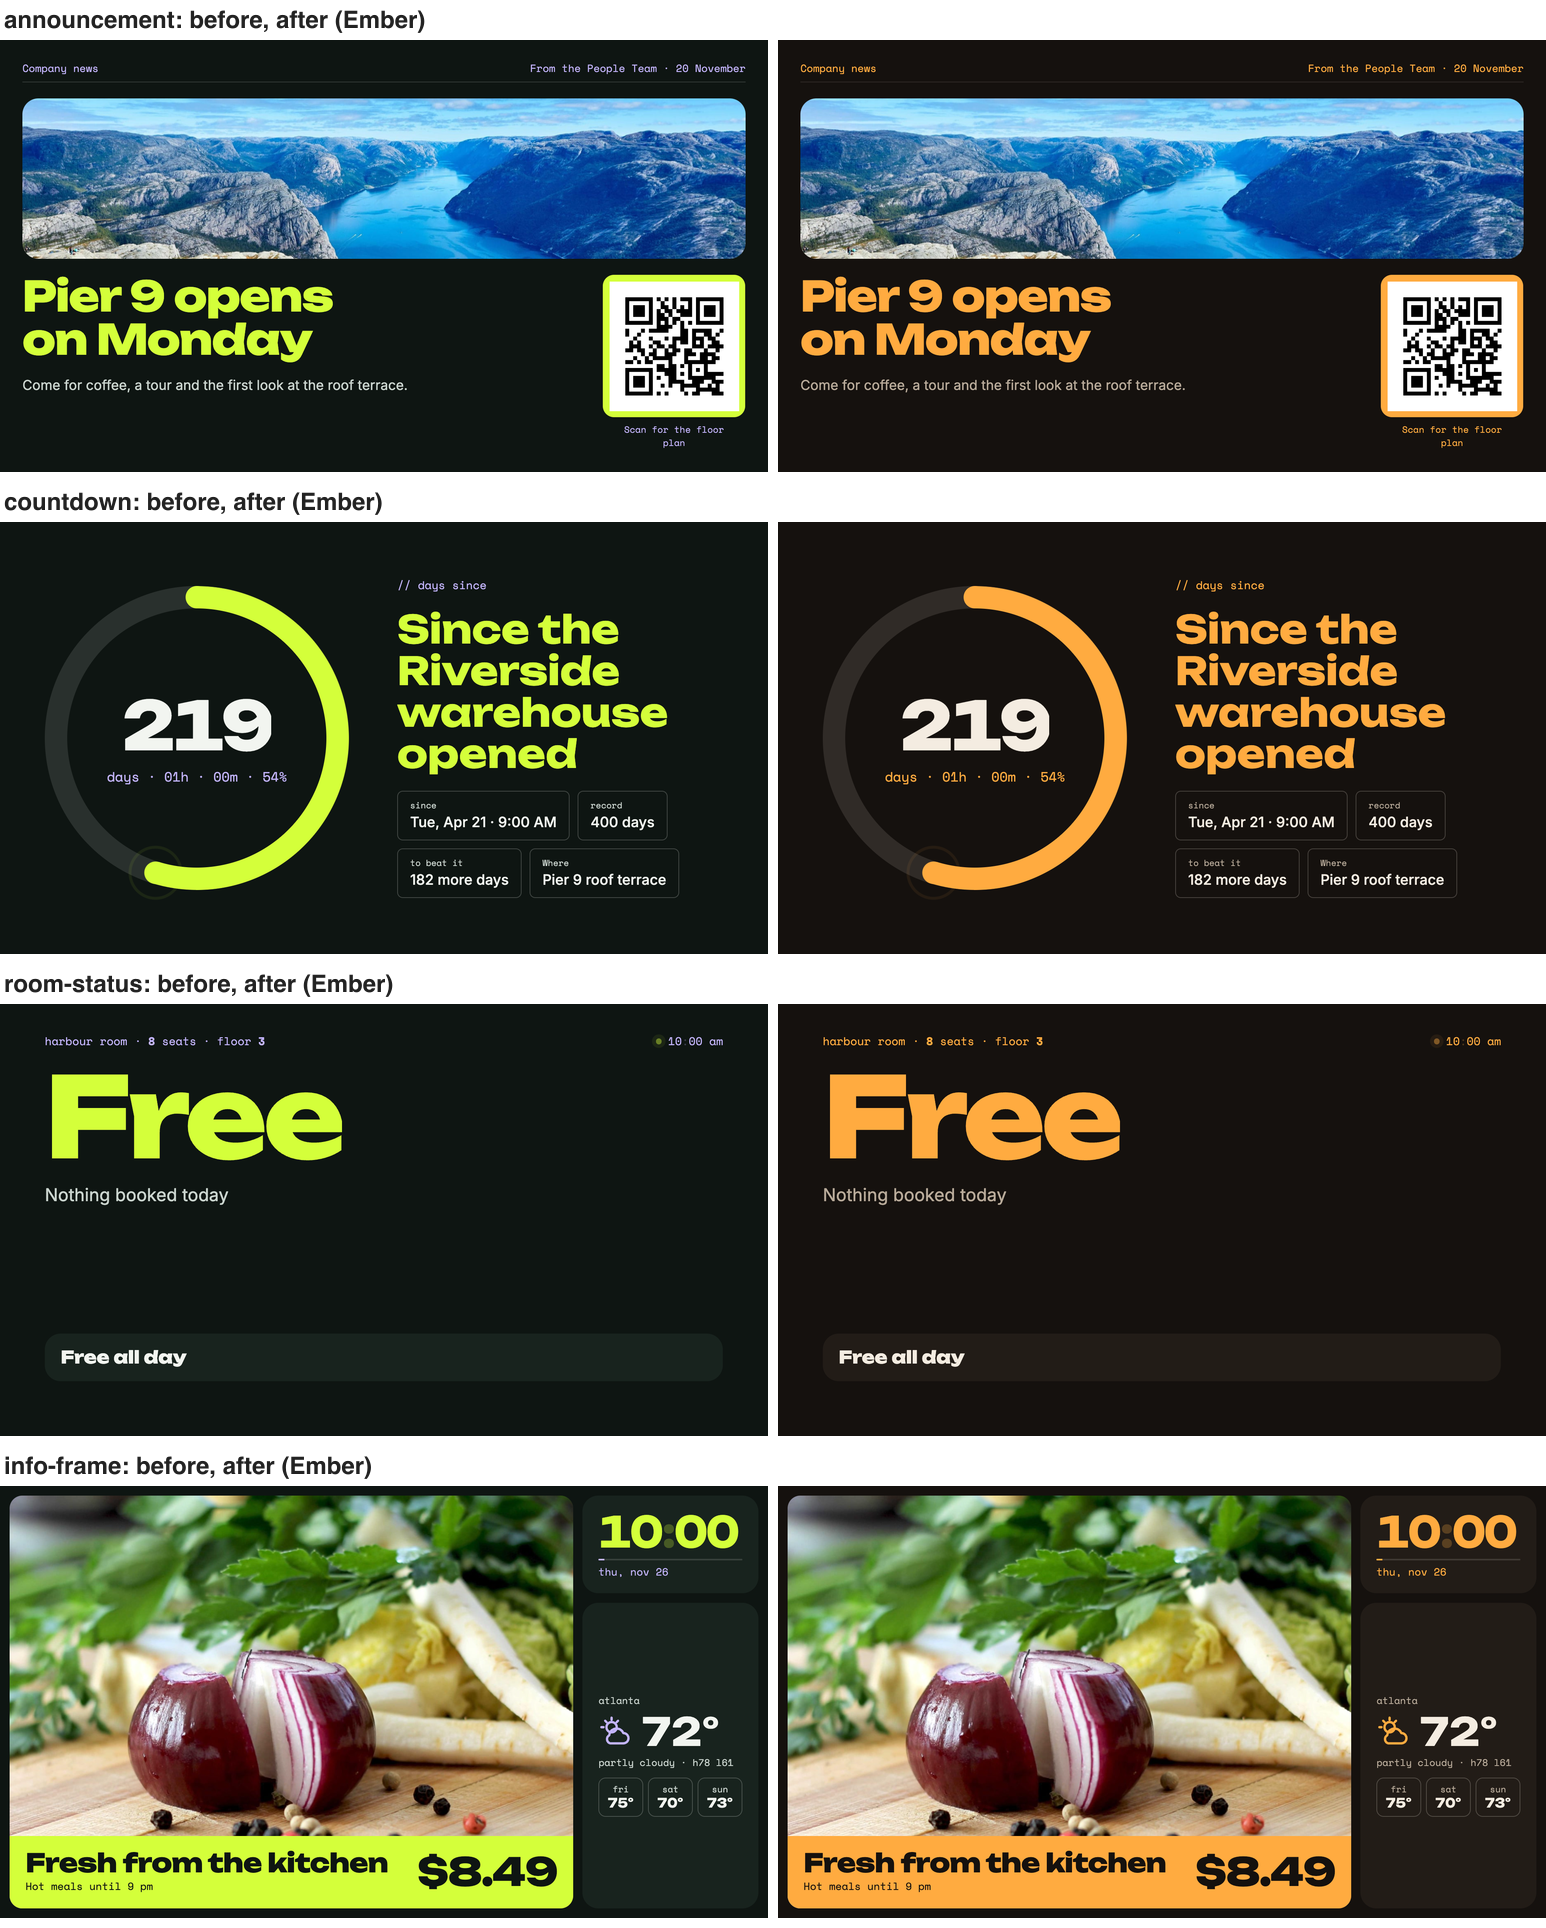 announcement: before, after (Ember)
Company news
From the People Team · 20 November
Pier 9 opens
on Monday
Come for coffee, a tour and the first look at the roof terrace.
Scan for the floor
plan
Company news
From the People Team · 20 November
Pier 9 opens
on Monday
Come for coffee, a tour and the first look at the roof terrace.
Scan for the floor
plan
countdown: before, after (Ember)
219
days · 01h · 00m · 54%
// days since
Since the
Riverside
warehouse
opened
since
Tue, Apr 21 · 9:00 AM
record
400 days
to beat it
182 more days
Where
Pier 9 roof terrace
219
days · 01h · 00m · 54%
// days since
Since the
Riverside
warehouse
opened
since
Tue, Apr 21 · 9:00 AM
record
400 days
to beat it
182 more days
Where
Pier 9 roof terrace
room-status: before, after (Ember)
harbour room · 8 seats · floor 3
10:00 am
Free
Nothing booked today
Free all day
harbour room · 8 seats · floor 3
10:00 am
Free
Nothing booked today
Free all day
info-frame: before, after (Ember)
10:00
thu, nov 26
atlanta
72°
partly cloudy · h78 l61
fri
75°
sat
70°
sun
73°
Fresh from the kitchen
Hot meals until 9 pm
$8.49
10:00
thu, nov 26
atlanta
72°
partly cloudy · h78 l61
fri
75°
sat
70°
sun
73°
Fresh from the kitchen
Hot meals until 9 pm
$8.49